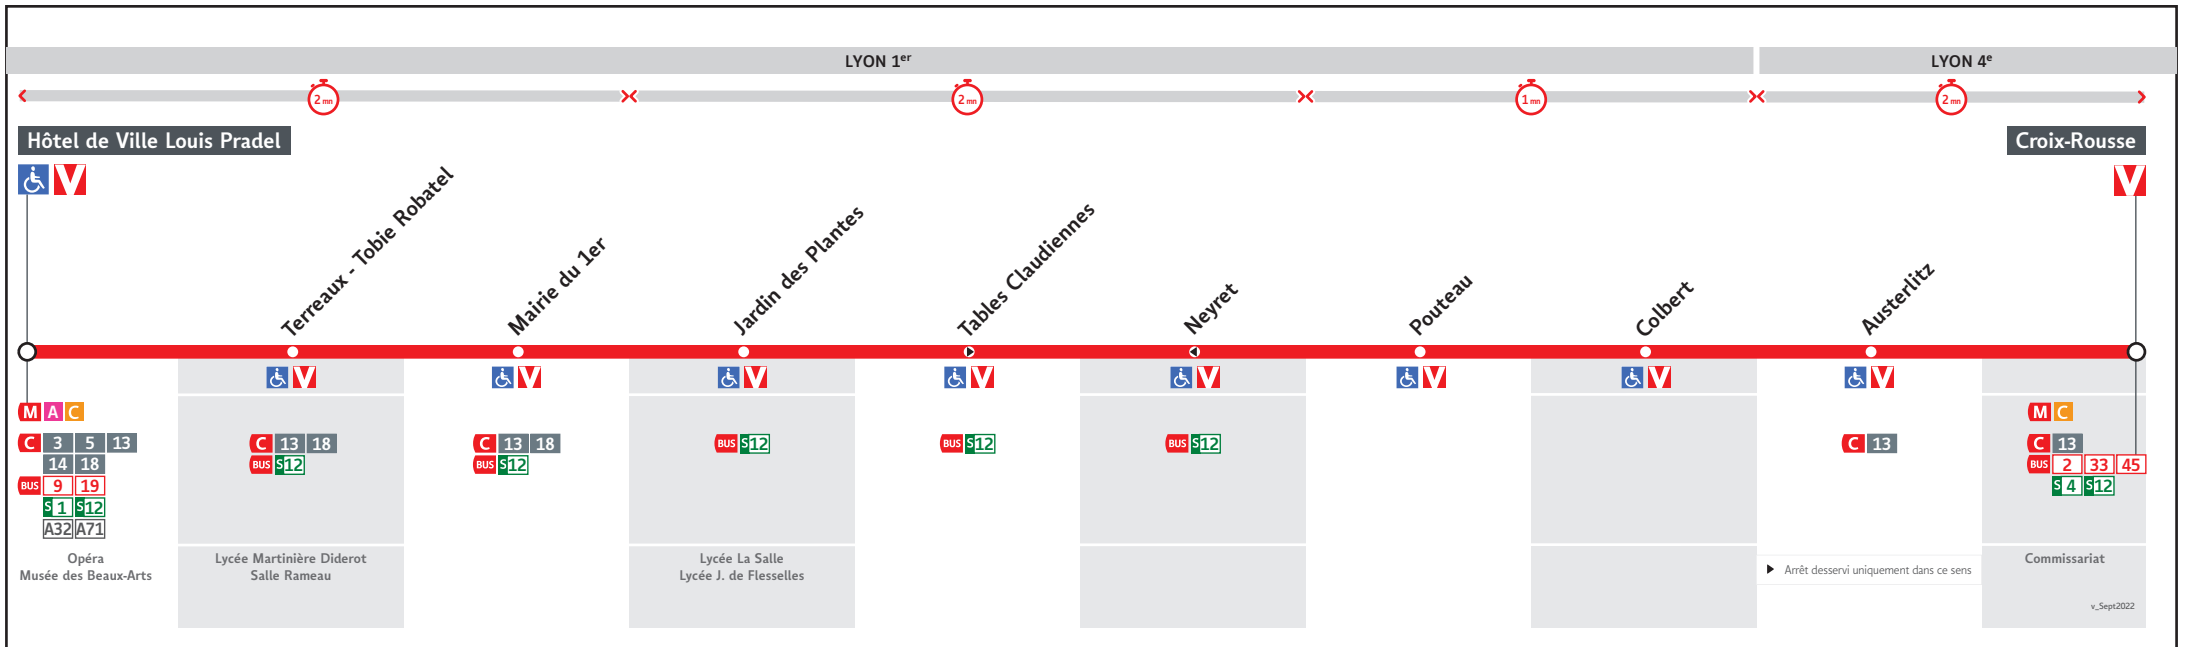 LYON 1er
LYON 4e
2 mn
2 mn
1 mn
2 mn
Hôtel de Ville Louis Pradel
Croix-Rousse
V
V
Terreaux - Tobie Robatel
Mairie du 1er
Jardin des Plantes
Tables Claudiennes
Neyret
Pouteau
Colbert
Austerlitz
V
V
V
V
V
V
V
V
M A C
C 3 5 13
14 18
BUS 9 19
S1 S12
A32 A71
Opéra
Musée des Beaux-Arts
C 13 18
BUS S12
Lycée Martinière Diderot
Salle Rameau
C 13 18
BUS S12
BUS S12
Lycée La Salle
Lycée J. de Flesselles
BUS S12
BUS S12
C 13
Arrêt desservi uniquement dans ce sens
M C
C 13
BUS 2 33 45
S4 S12
Commissariat
v_Sept2022